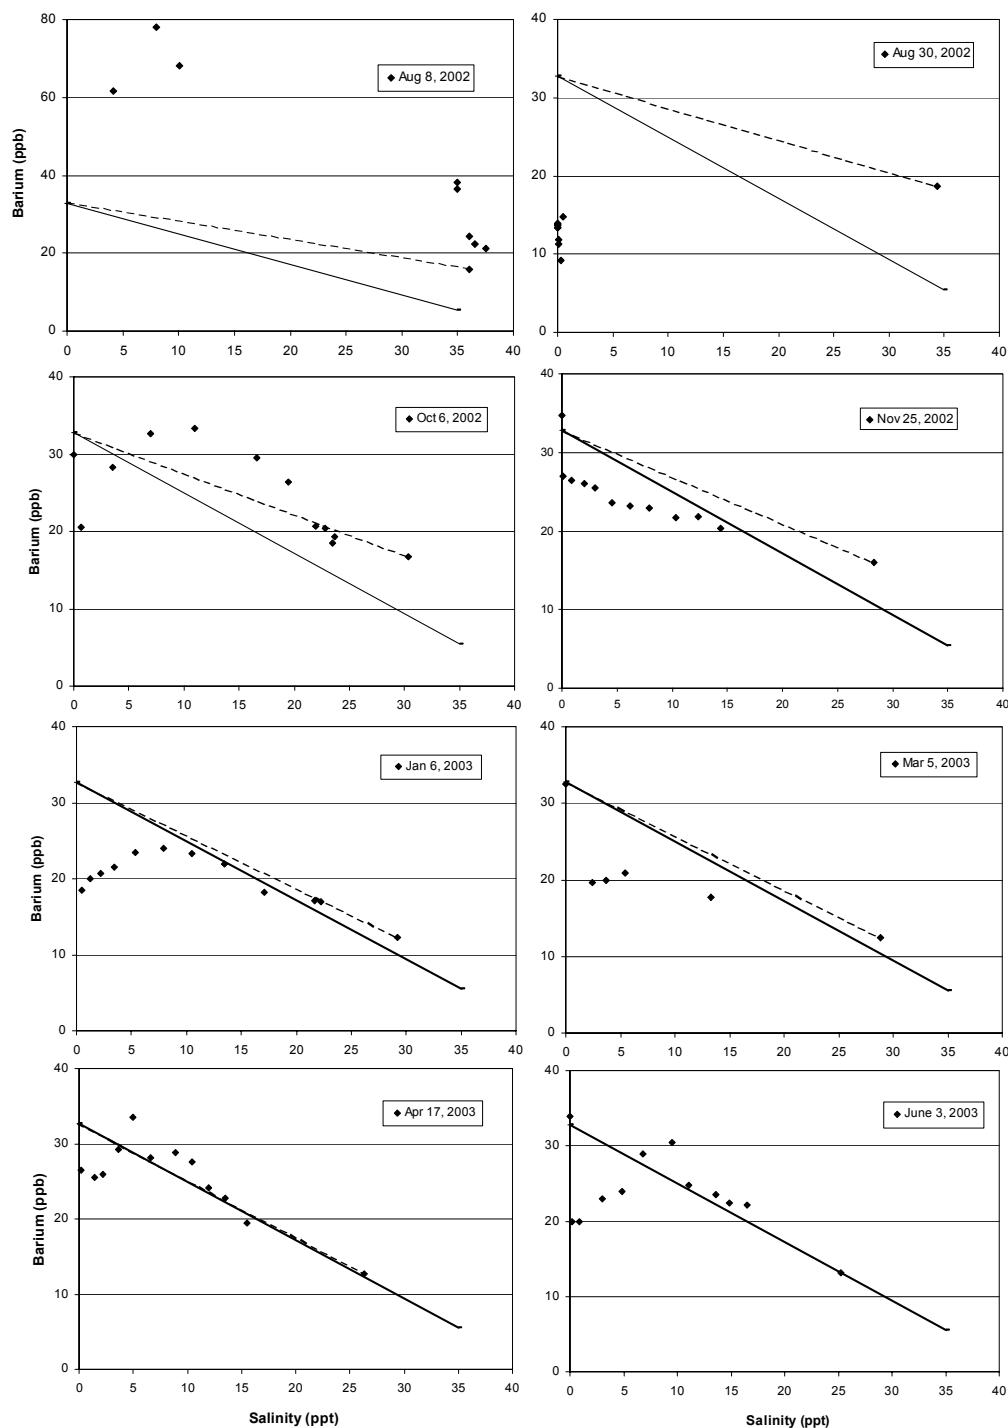 80
60
40
20
0
0 5 10 15 20 25 30 35 40
Barium (ppb)
Aug 8, 2002
40
30
20
10
0
0 5 10 15 20 25 30 35 40
Aug 30, 2002
40
30
20
10
0
0 5 10 15 20 25 30 35 40
Barium (ppb)
Oct 6, 2002
40
30
20
10
0
0 5 10 15 20 25 30 35 40
Nov 25, 2002
40
30
20
10
0
0 5 10 15 20 25 30 35 40
Barium (ppb)
Jan 6, 2003
40
30
20
10
0
0 5 10 15 20 25 30 35 40
Mar 5, 2003
40
30
20
10
0
0 5 10 15 20 25 30 35 40
Barium (ppb)
Apr 17, 2003
Salinity (ppt)
40
30
20
10
0
0 5 10 15 20 25 30 35 40
June 3, 2003
Salinity (ppt)